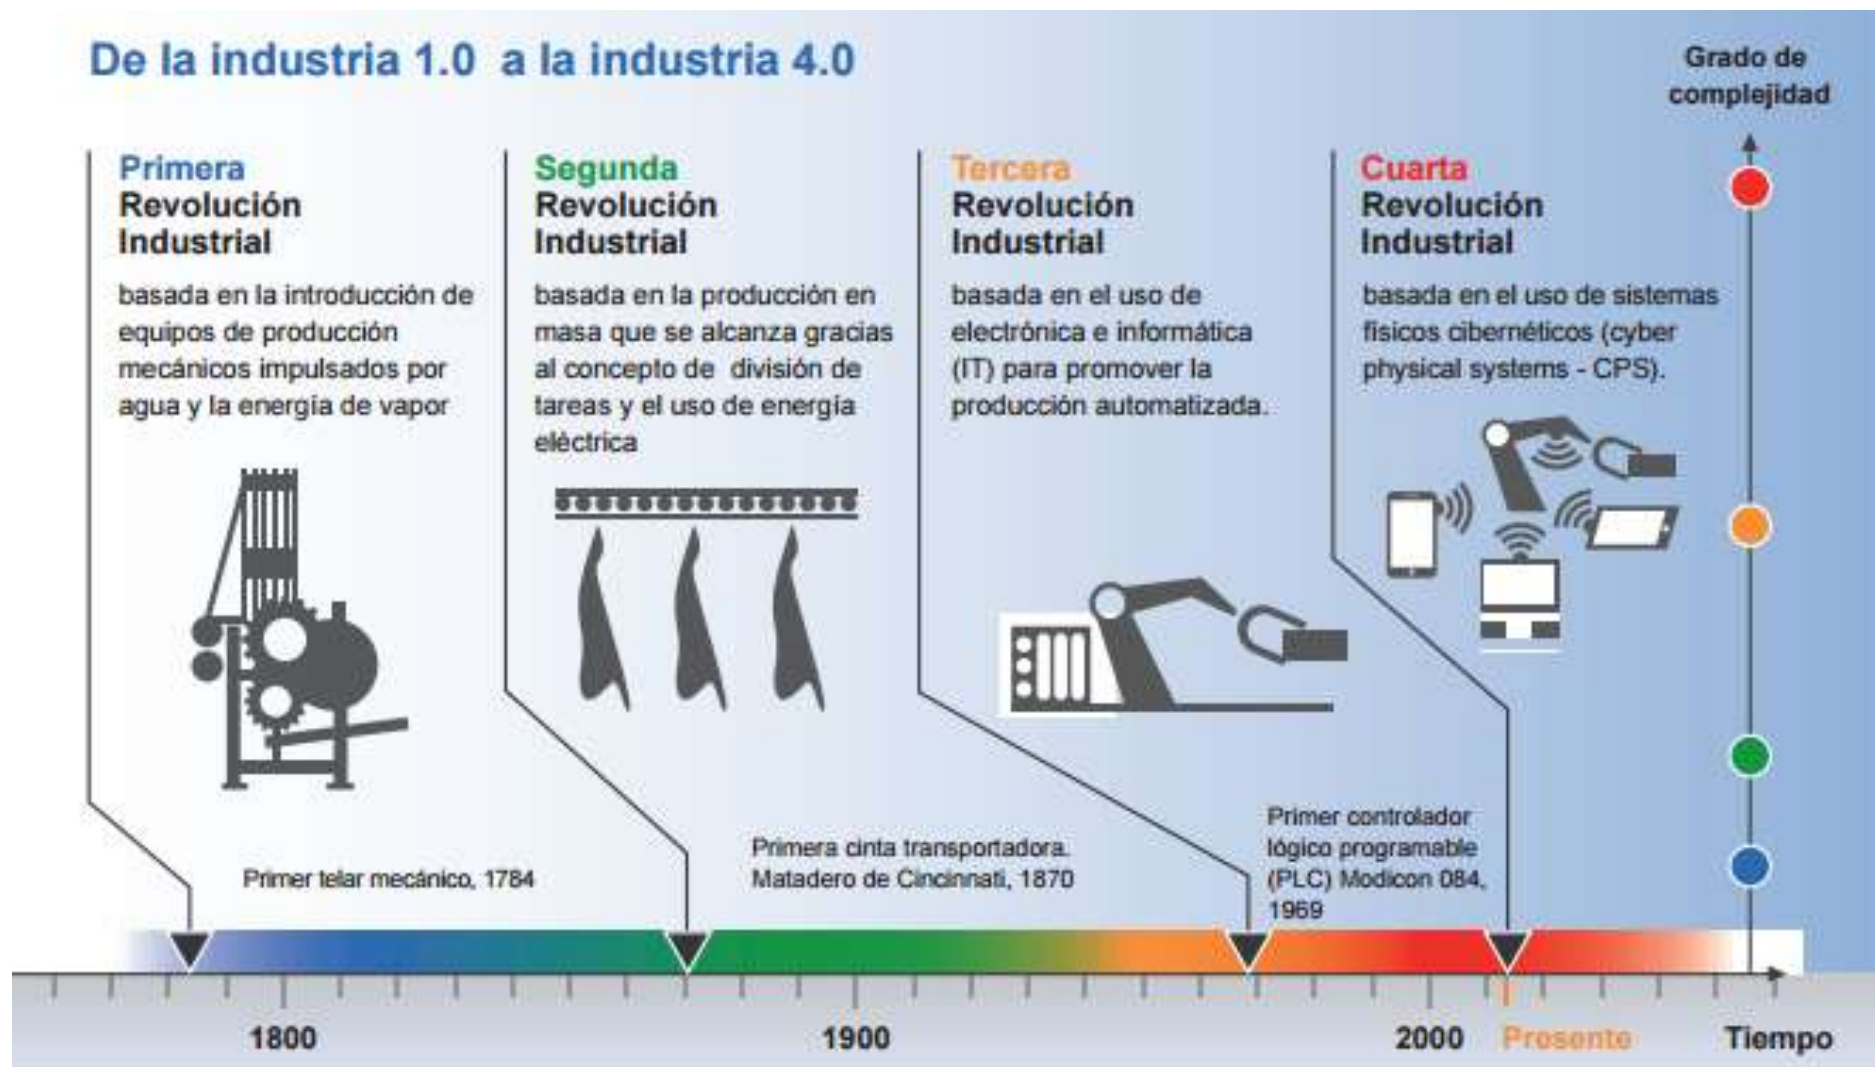 De la industria 1.0 a la industria 4.0
Grado de
complejidad
Primera
Revolución
Industrial
basada en la introducción de
equipos de producción
mecánicos impulsados por
agua y la energía de vapor
Segunda
Revolución
Industrial
basada en la producción en
masa que se alcanza gracias
al concepto de división de
tareas y el uso de energía
eléctrica
Tercera
Revolución
Industrial
basada en el uso de
electrónica e informática
(IT) para promover la
producción automatizada.
Cuarta
Revolución
Industrial
basada en el uso de sistemas
físicos cibernéticos (cyber
physical systems - CPS).
Primer telar mecánico, 1784
Primera cinta transportadora.
Matadero de Cincinnati, 1870
Primer controlador
lógico programable
(PLC) Modicon 084,
1969
1800
1900
2000
Presente
Tiempo